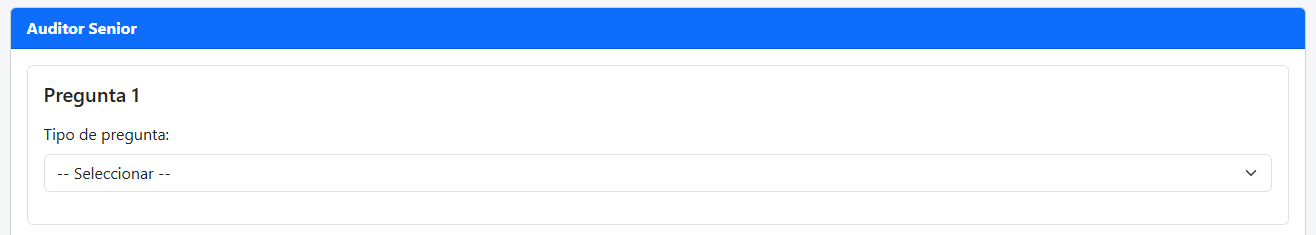 Auditor Senior
Pregunta 1
Tipo de pregunta:
-- Seleccionar --